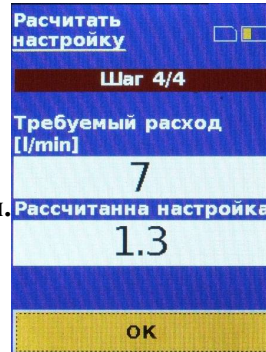 Расчитать
настройку
Шаг 4/4
Требуемый расход
[l/min]
7
Рассчитанна настройка
1.3
OK